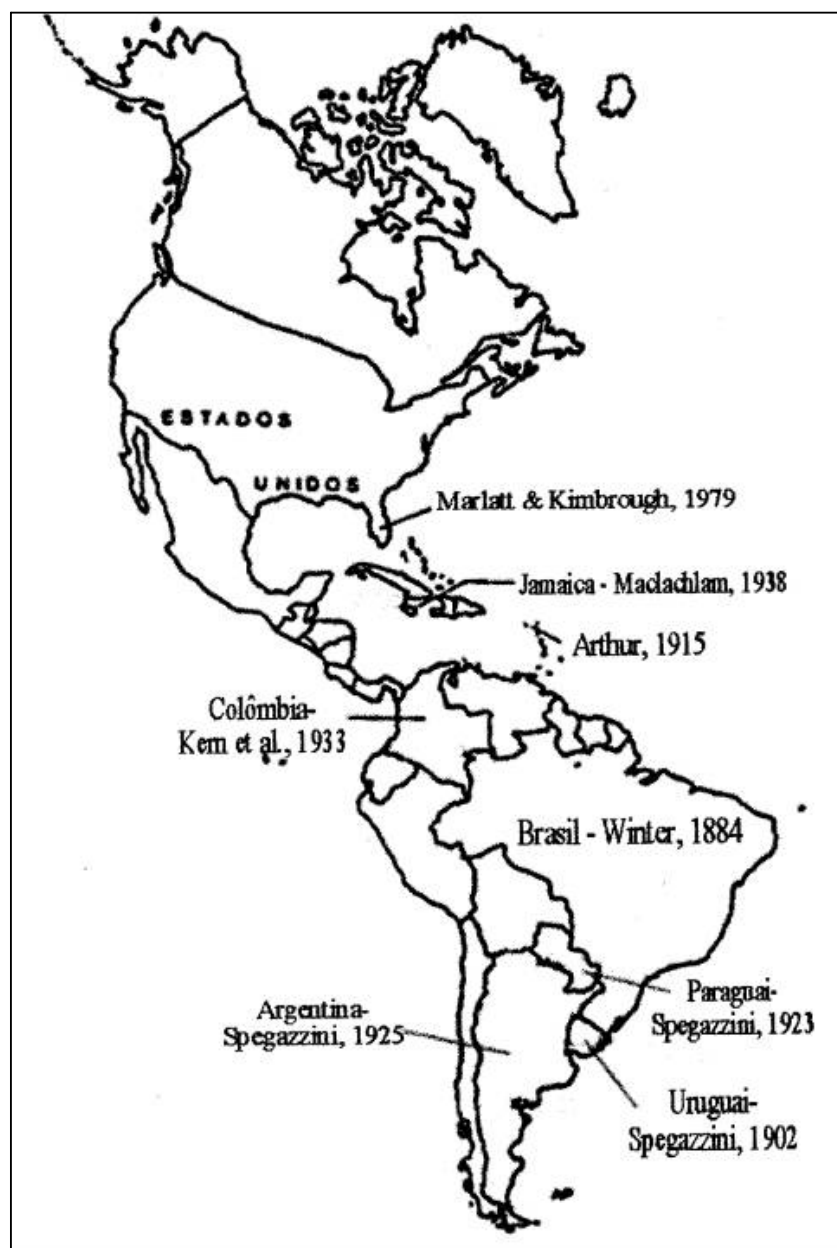 ESTADOS
UNIDOS
Marlatt & Kimbrough, 1979
Jamaica - Maclachlam, 1938
Arthur, 1915
Colômbia-
Kern et al., 1933
Brasil - Winter, 1884
Paraguai-
Spegazzini, 1923
Argentina-
Spegazzini, 1925
Uruguai-
Spegazzini, 1902